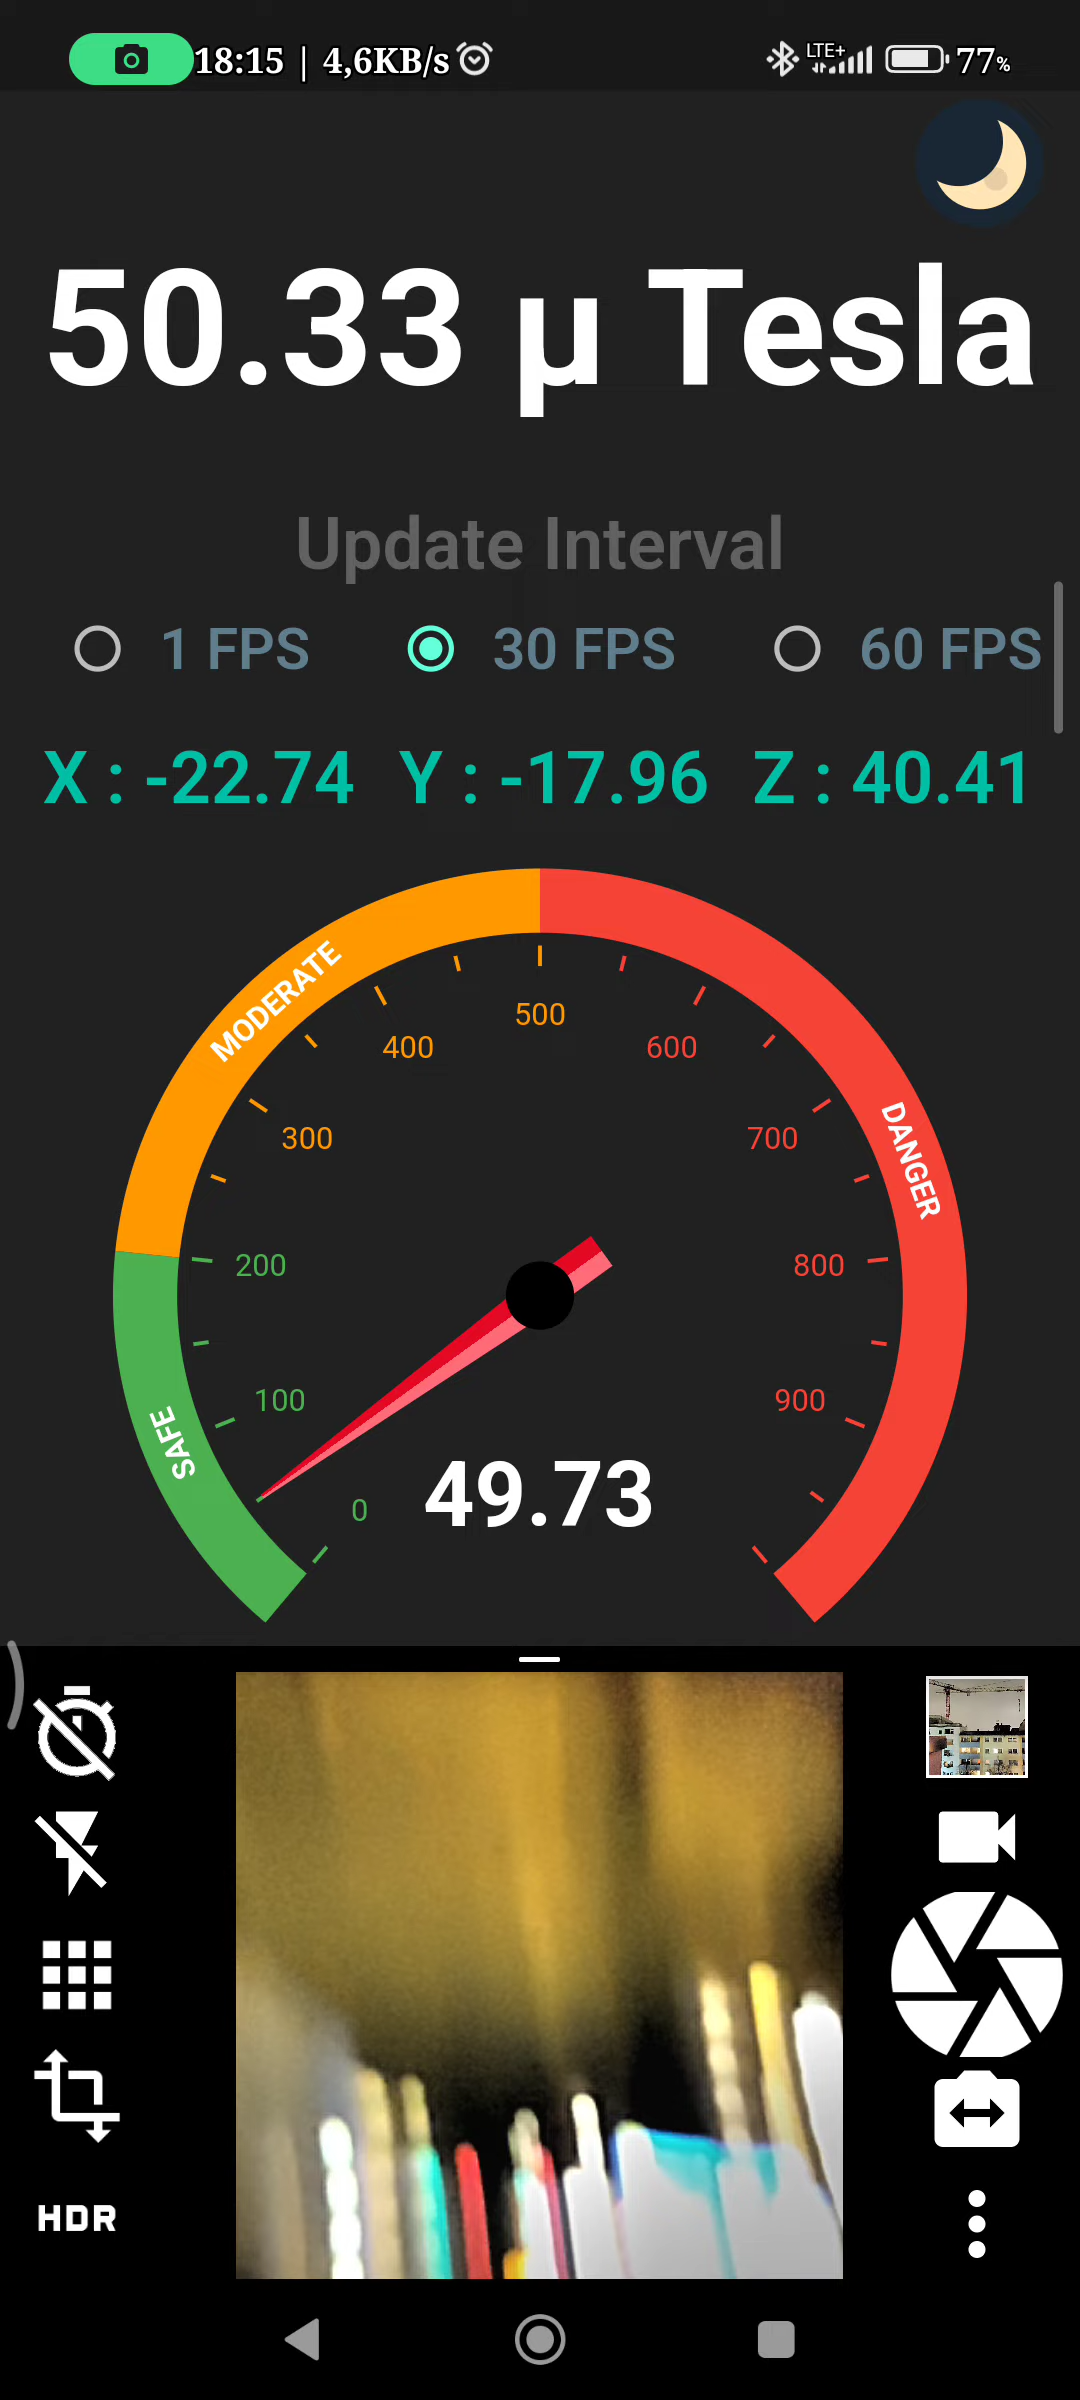 18:15 | 4,6KB/s LTE+ 77%
50.33 µ Tesla
Update Interval
1 FPS 30 FPS 60 FPS
X : -22.74 Y : -17.96 Z : 40.41
MODERATE
DANGER
SAFE
0
100
200
300
400
500
600
700
800
900
49.73
HDR